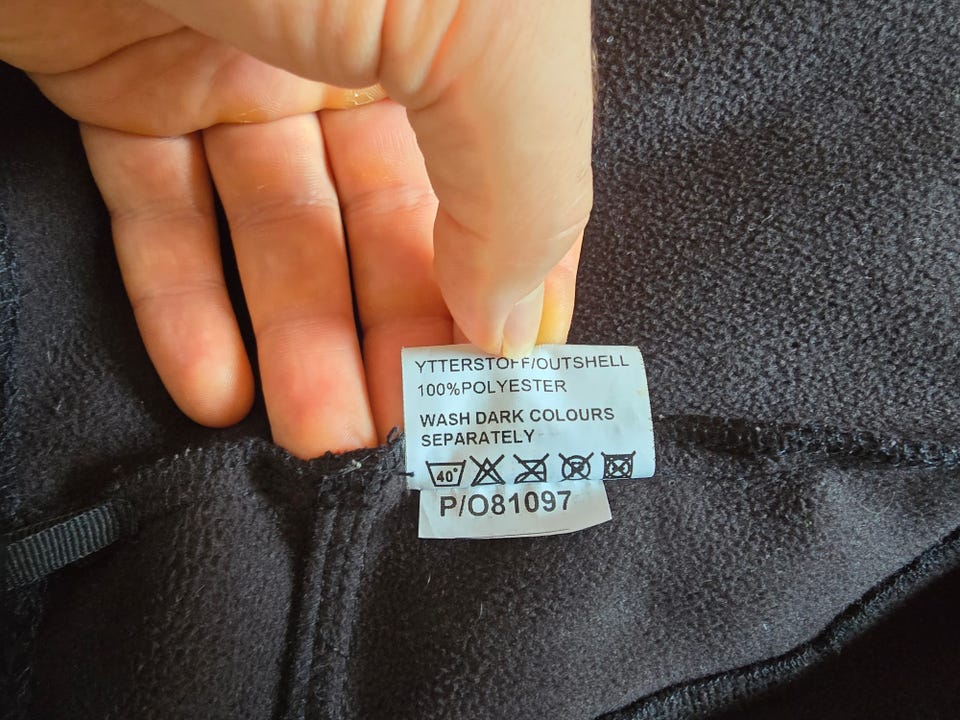 YTTERSTOFF/OUTSHELL
100%POLYESTER
WASH DARK COLOURS
SEPARATELY
40°
P/O81097